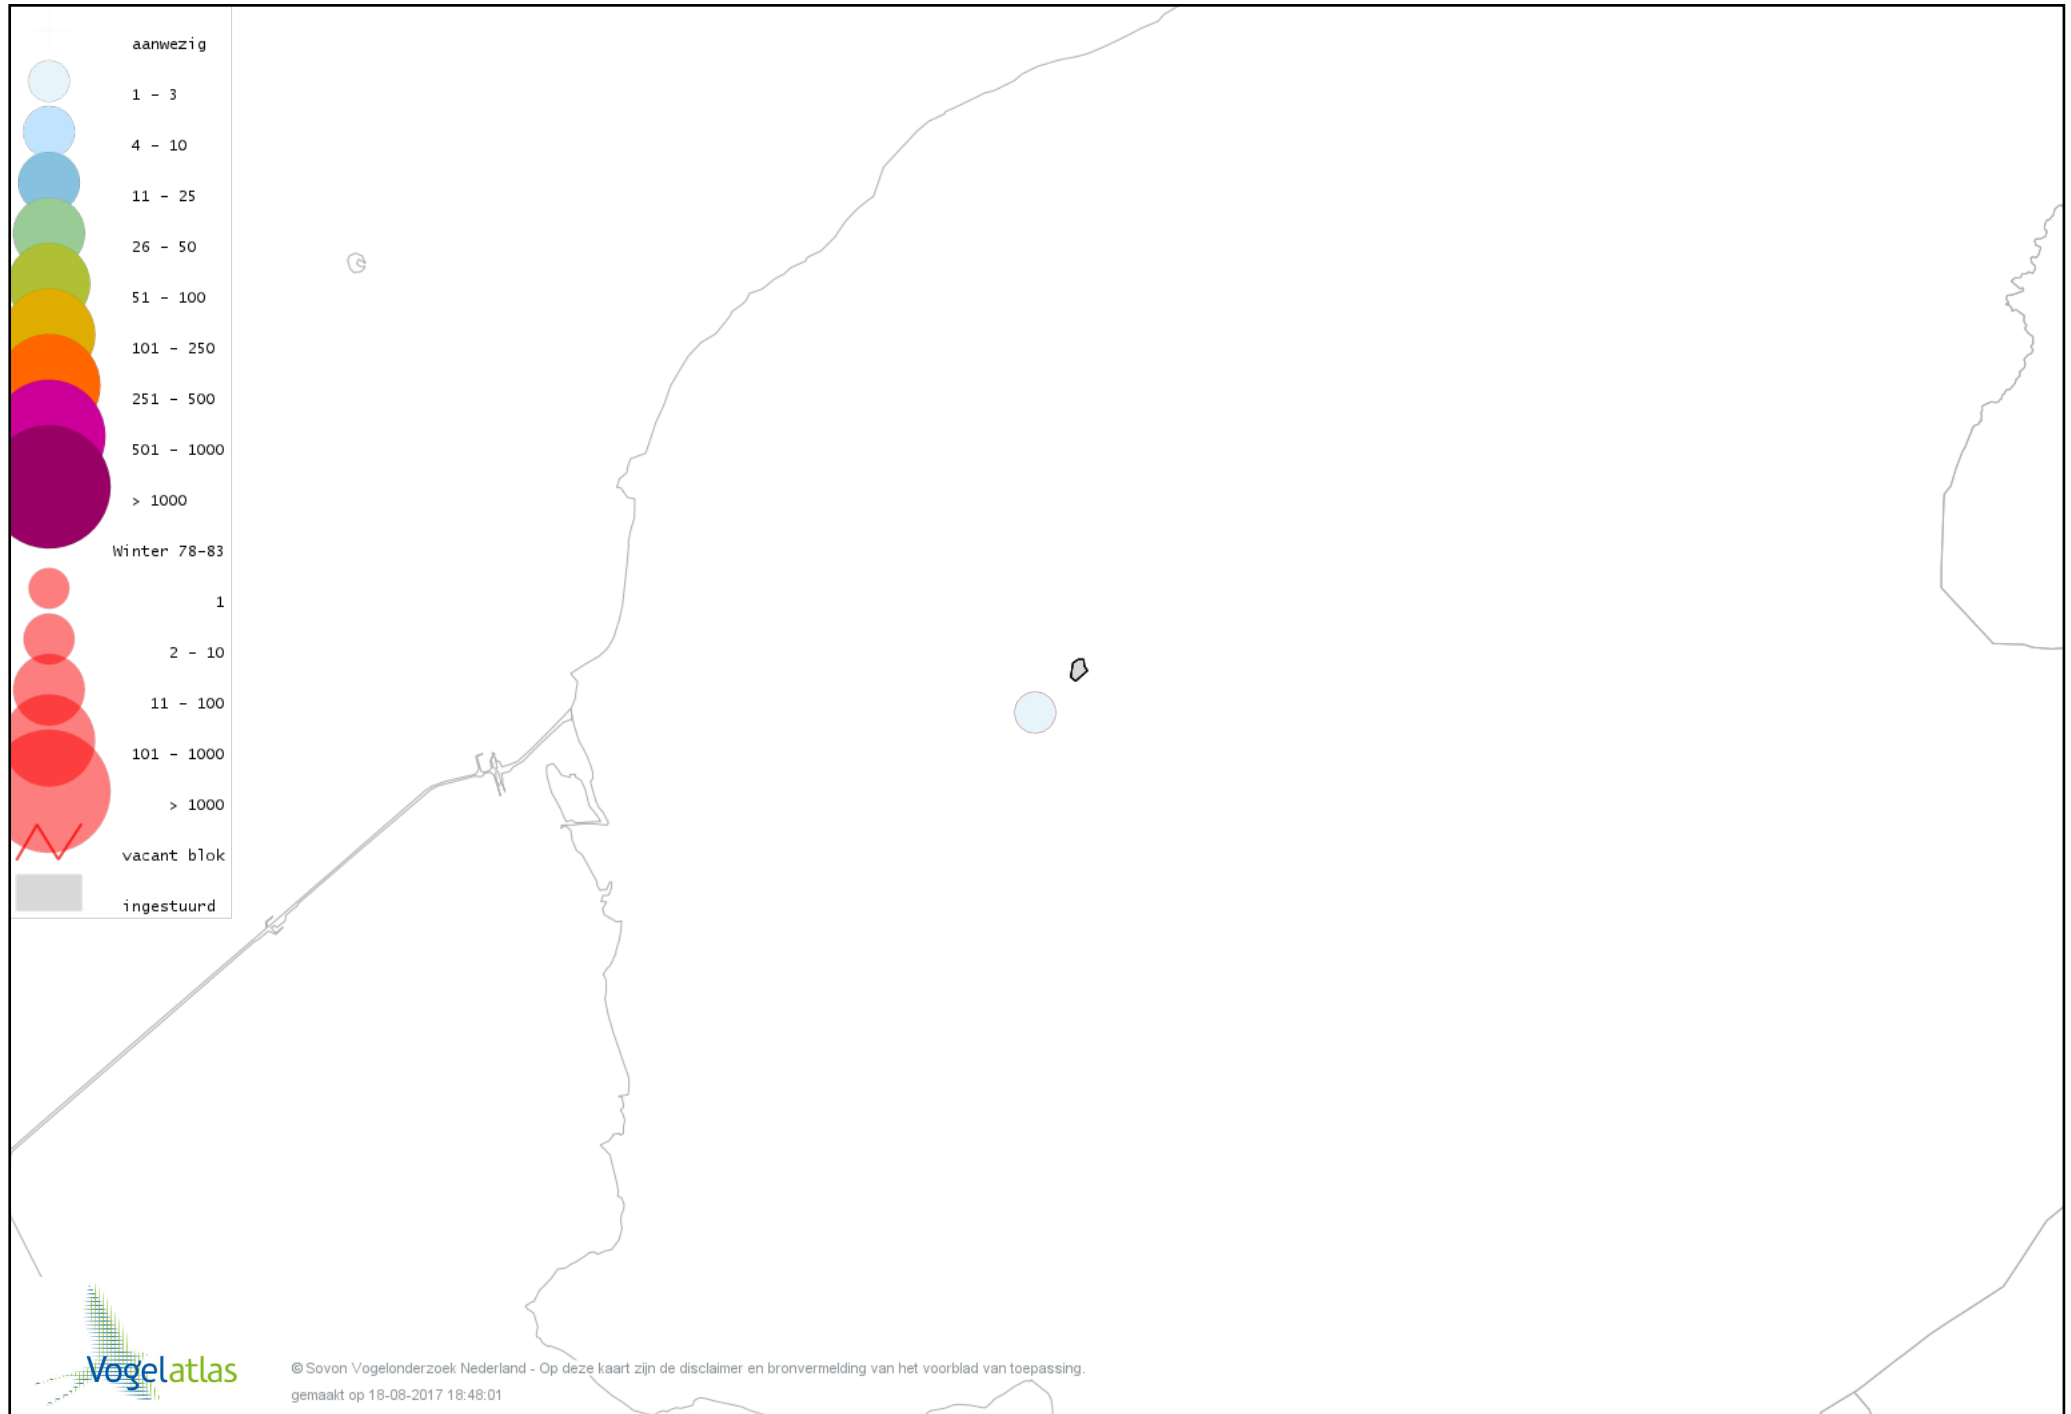 aanwezig
1 – 3
4 – 10
11 – 25
26 – 50
51 – 100
101 – 250
251 – 500
501 – 1000
> 1000
Winter 78–83
1
2 – 10
11 – 100
101 – 1000
> 1000
vacant blok
ingestuurd
Vogelatlas
© Sovon Vogelonderzoek Nederland - Op deze kaart zijn de disclaimer en bronvermelding van het voorblad van toepassing.
gemaakt op 18-08-2017 18:48:01